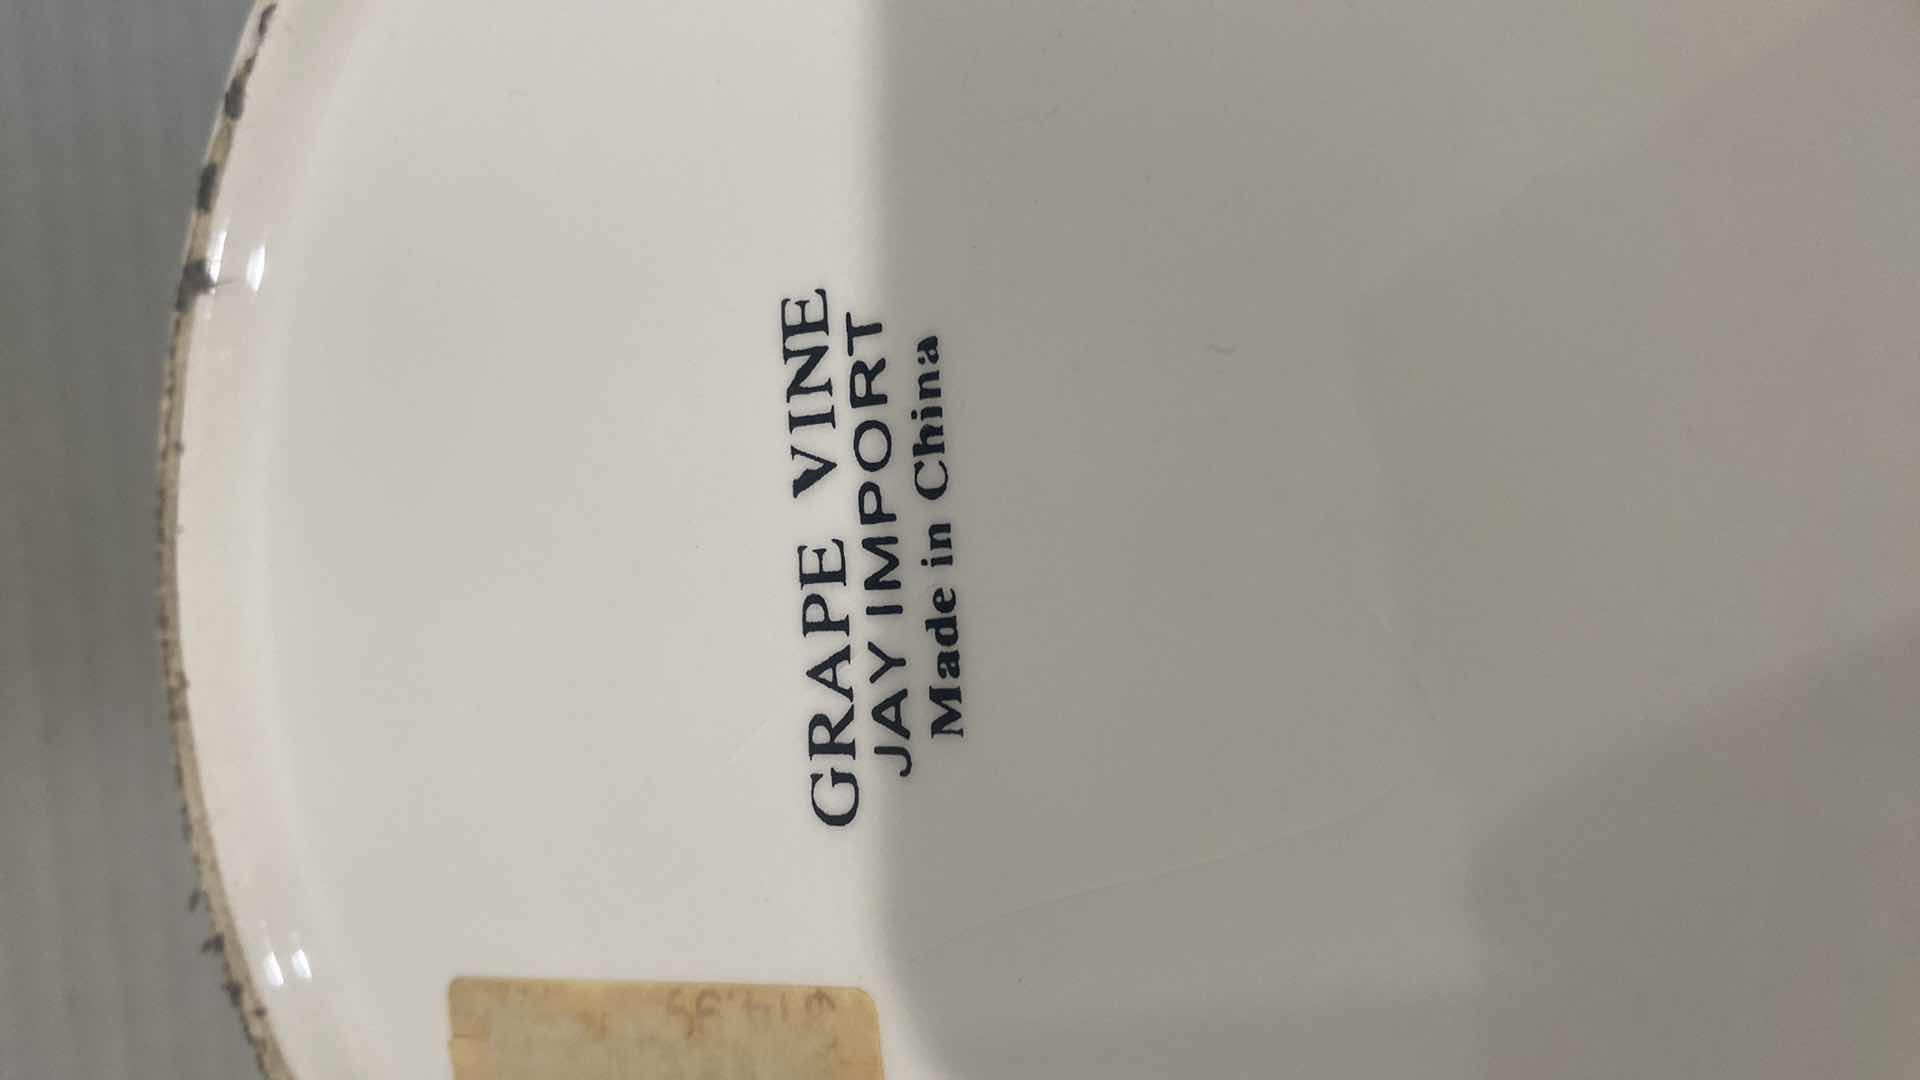 GRAPE VINE
JAY IMPORT
Made in China